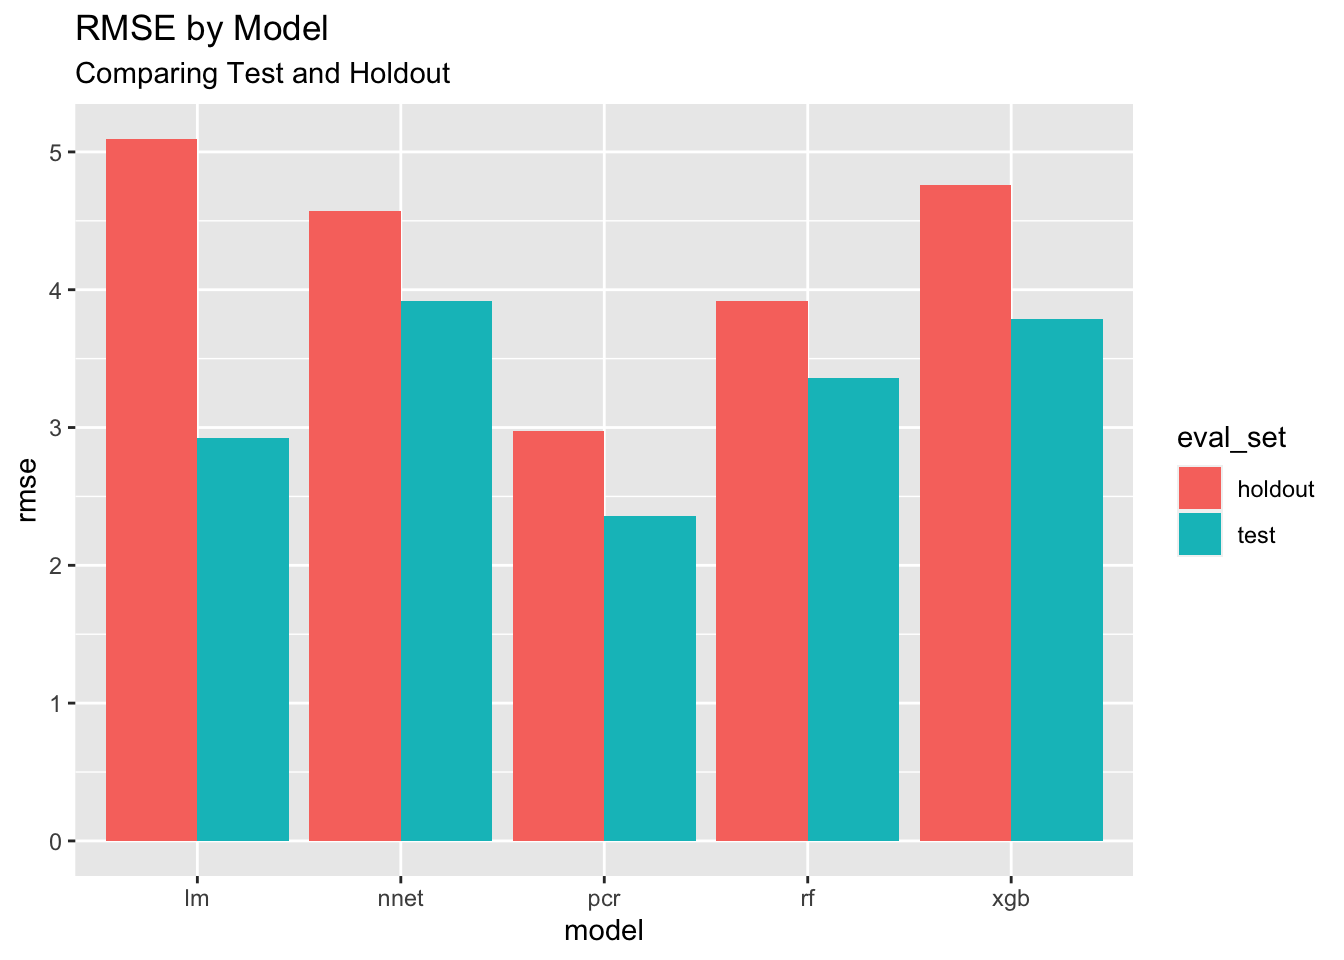 RMSE by Model
Comparing Test and Holdout
5
4
3
2
1
0
rmse
lm
nnet
pcr
rf
xgb
model
eval_set
holdout
test